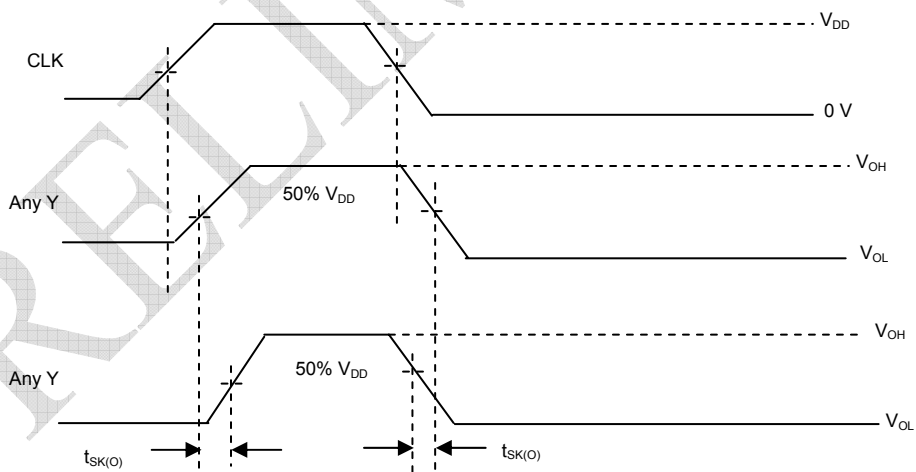 V_DD
CLK
0 V
V_OH
Any Y
50% V_DD
V_OL
V_OH
Any Y
50% V_DD
V_OL
t_SK(O)
t_SK(O)